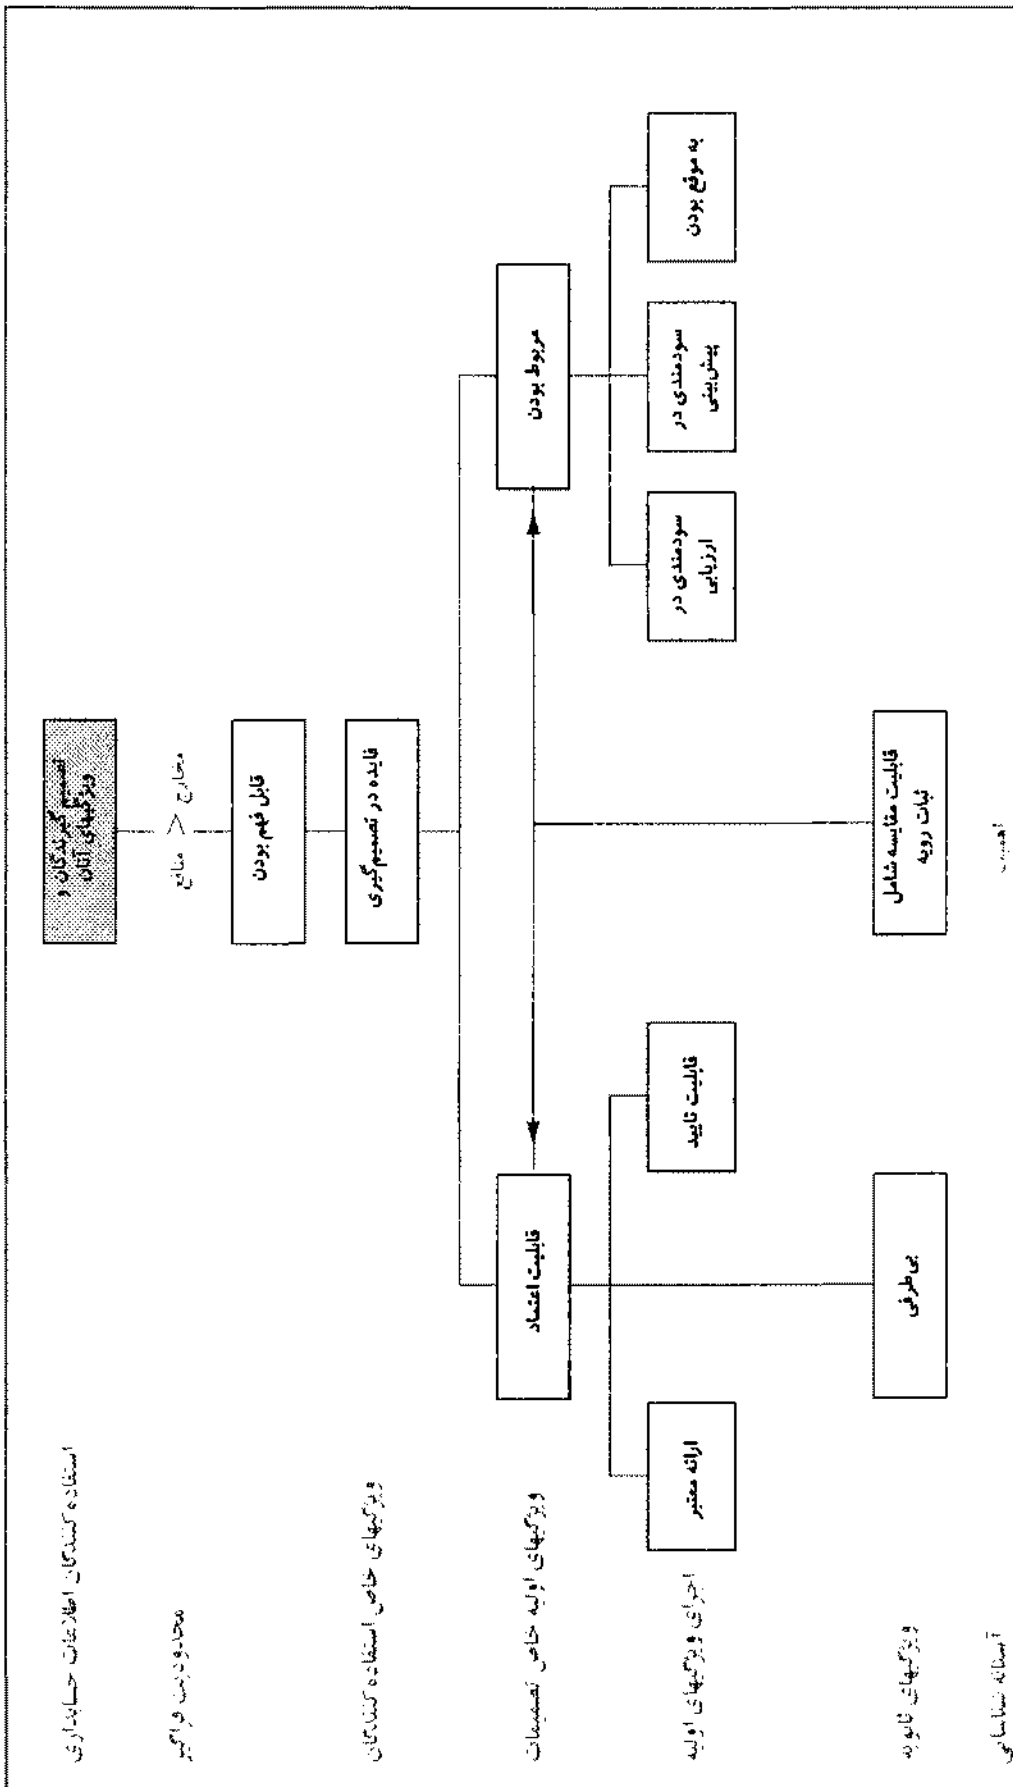 استفاده کنندگان اطلاعات حسابداری
تصمیم گیرندگان و
ویژگیهای آنان
محدودیت فراگیر
منافع > مخارج
قابل فهم بودن
ویژگیهای خاص استفاده کنندگان
فایده در تصمیم‌گیری
ویژگیهای اولیه خاص تصمیمات
مربوط بودن
قابلیت اعتماد
اجزای ویژگیهای اولیه
به موقع بودن
سودمندی در
پیش‌بینی
سودمندی در
ارزیابی
قابلیت تایید
ارائه معتبر
ویژگیهای ثانویه
قابلیت مقایسه شامل
ثبات رویه
بی‌طرفی
آستانه شناسایی
اهمیت